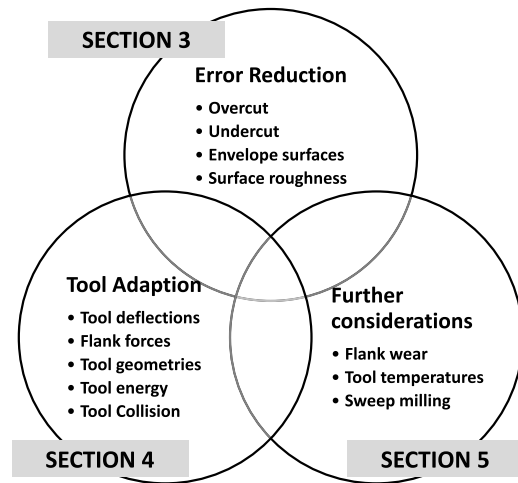 SECTION 3
Error Reduction
• Overcut
• Undercut
• Envelope surfaces
• Surface roughness
Tool Adaption
• Tool deflections
• Flank forces
• Tool geometries
• Tool energy
• Tool Collision
SECTION 4
Further
considerations
• Flank wear
• Tool temperatures
• Sweep milling
SECTION 5